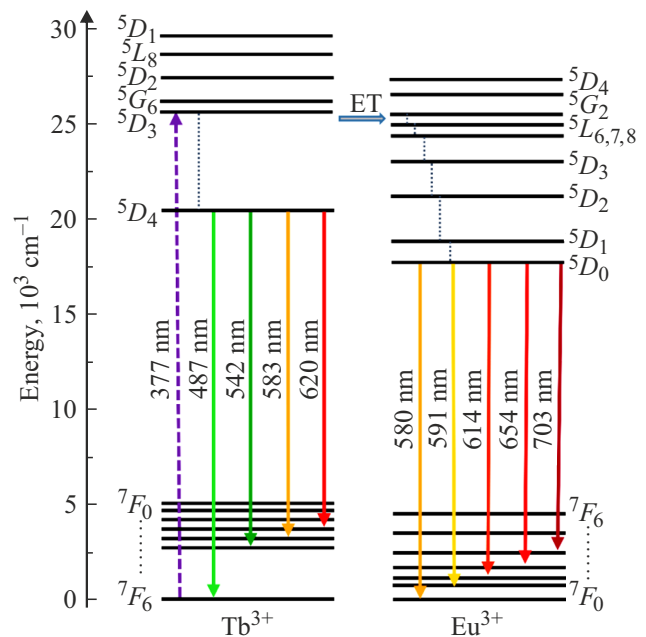 Energy, 10³ cm⁻¹
30
25
20
15
10
5
0
⁵D₁
⁵L₈
⁵D₂
⁵G₆
⁵D₃
⁵D₄
377 nm
487 nm
542 nm
583 nm
620 nm
⁷F₀
⁷F₆
Tb³⁺
ET
⁵D₄
⁵G₂
⁵L₆,₇,₈
⁵D₃
⁵D₂
⁵D₁
⁵D₀
580 nm
591 nm
614 nm
654 nm
703 nm
⁷F₆
⁷F₀
Eu³⁺